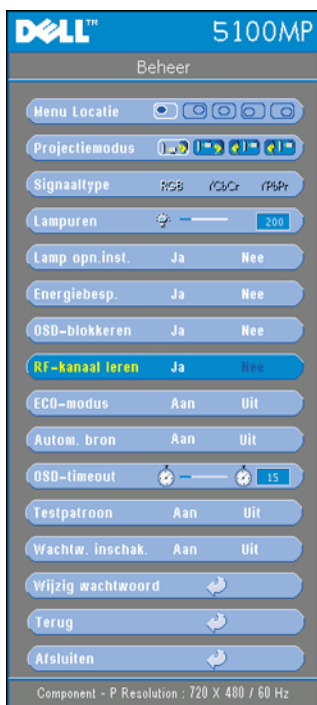 DELL™ 5100MP
Beheer
Menu Locatie
Projectiemodus
Signaaltype RGB YCbCr YPbPr
Lampuren 200
Lamp opn.inst. Ja Nee
Energiebesp. Ja Nee
OSD-blokkeren Ja Nee
RF-kanaal leren Ja Nee
ECO-modus Aan Uit
Autom. bron Aan Uit
OSD-timeout 15
Testpatroon Aan Uit
Wachtw. inschak. Aan Uit
Wijzig wachtwoord
Terug
Afsluiten
Component - P Resolution : 720 X 480 / 60 Hz